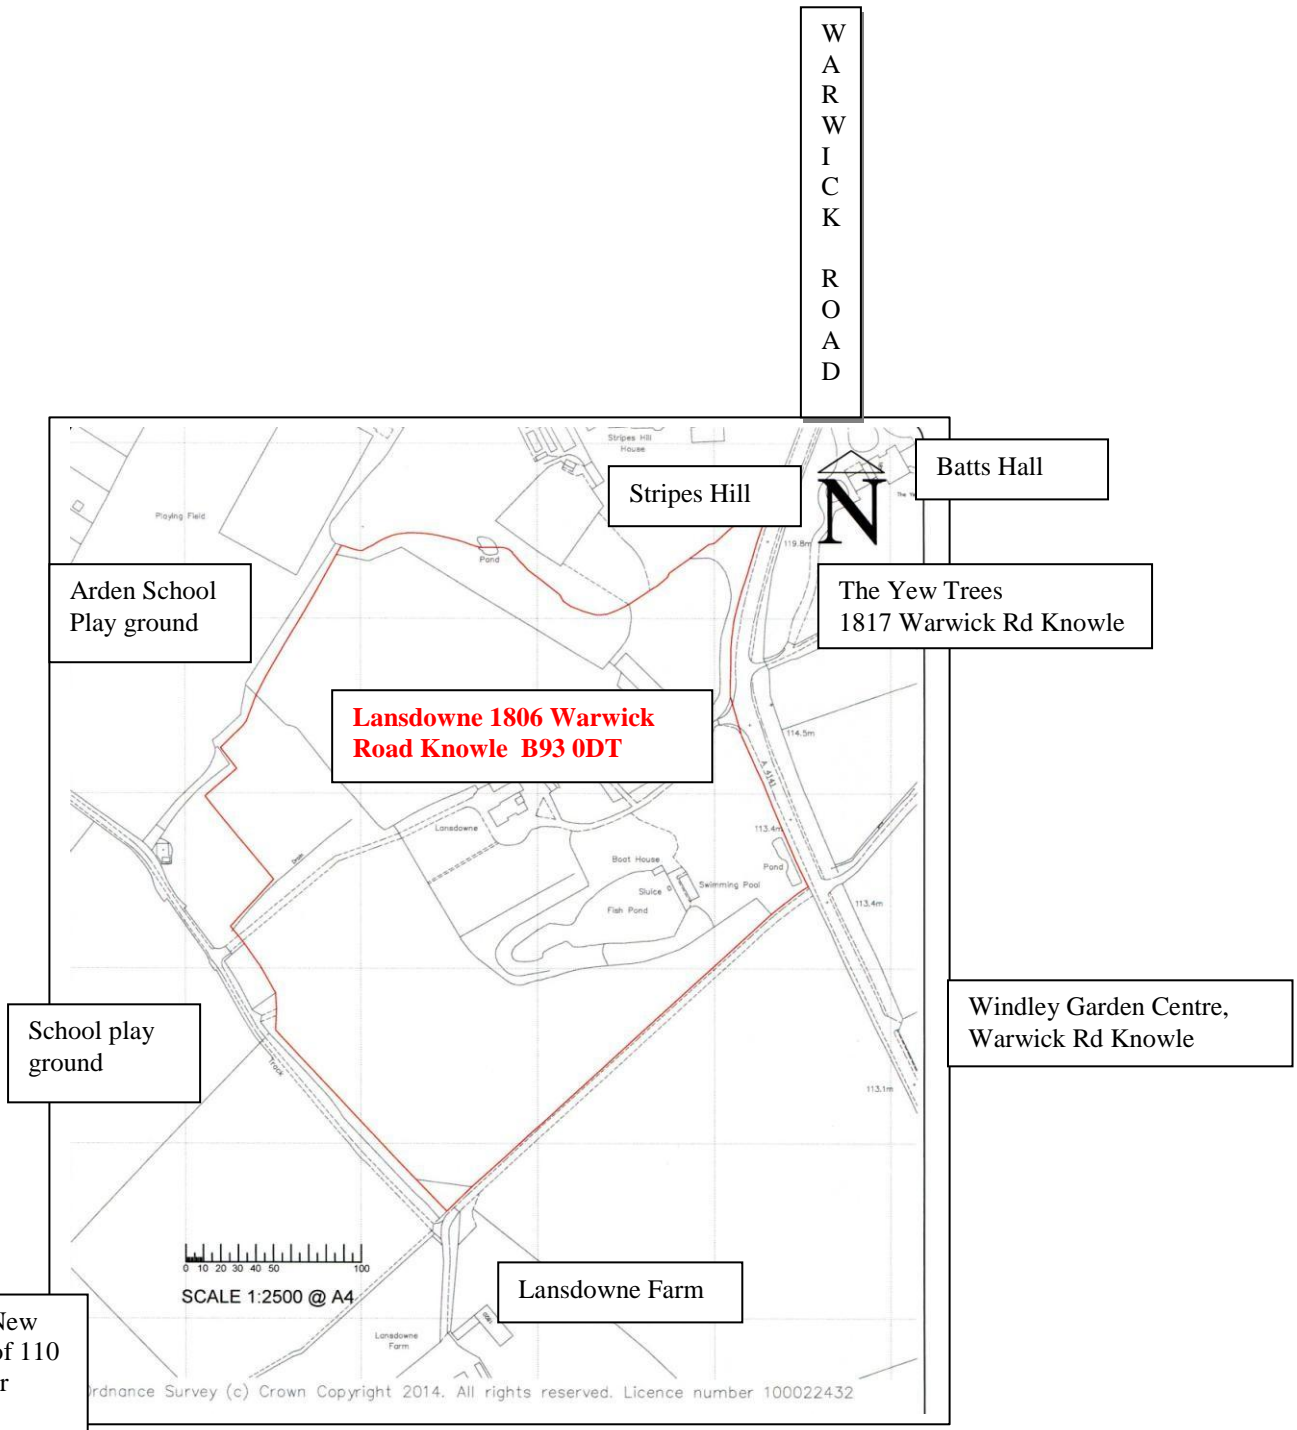 W
A
R
W
I
C
K
R
O
A
D
Stripes Hill
House
Batts Hall
Stripes Hill
N
The Ye
Playing Field
119.8m
Pond
Arden School
Play ground
The Yew Trees
1817 Warwick Rd Knowle
Lansdowne 1806 Warwick
Road Knowle B93 0DT
114.5m
A 4141
Lansdowne
113.4m
Drain
Boat House
Pond
Sluice
Swimming Pool
Fish Pond
113.4m
Windley Garden Centre,
Warwick Rd Knowle
School play
ground
Track
113.1m
0 10 20 30 40 50 100
SCALE 1:2500 @ A4
Lansdowne Farm
New
of 110
Lansdowne
Farm
rdnance Survey (c) Crown Copyright 2014. All rights reserved. Licence number 100022432